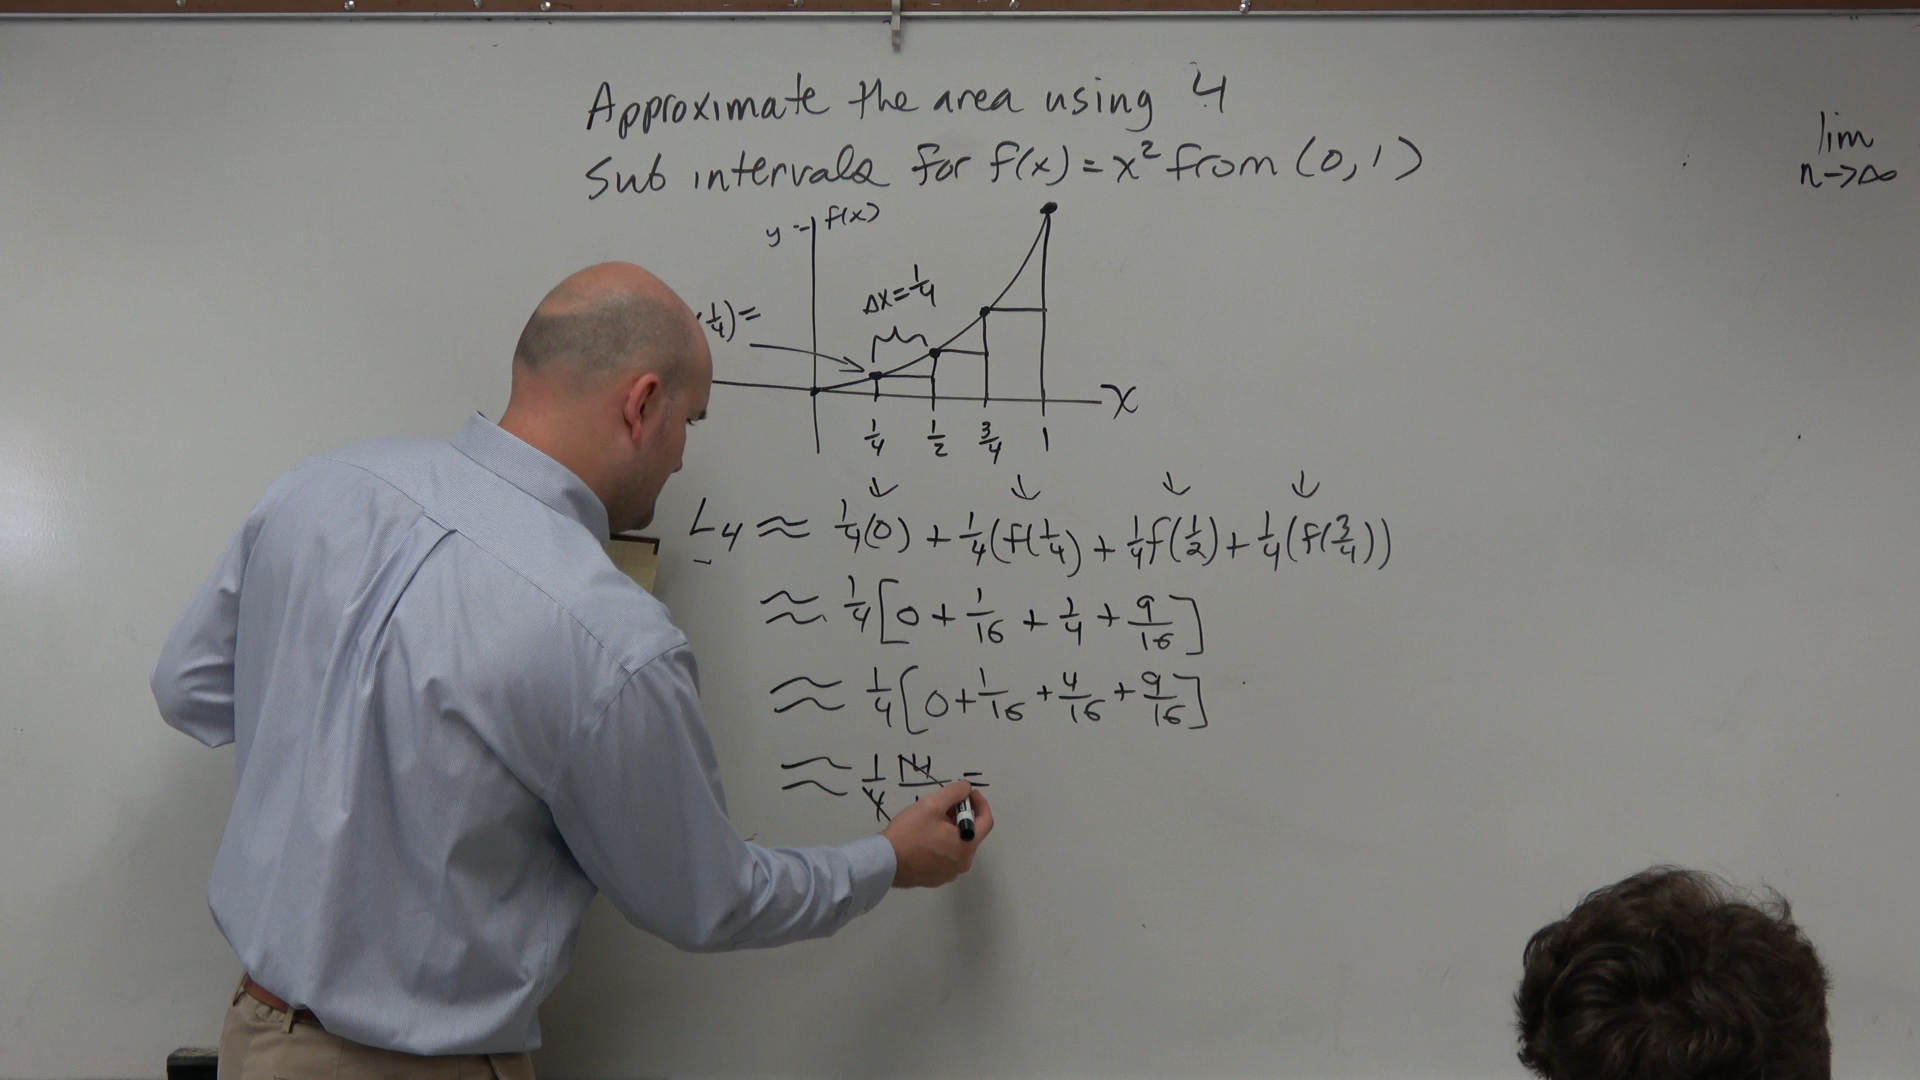 Approximate the area using 4
Sub intervals for f(x) = x² from (0, 1)
lim
n→∞
y = f(x)
Δx = 1/4
1/4) =
x
1/4 1/2 3/4 1
↓ ↓ ↓ ↓
L₄ ≈ 1/4(0) + 1/4(f(1/4) + 1/4 f(1/2) + 1/4(f(3/4))
≈ 1/4[0 + 1/16 + 1/4 + 9/16]
≈ 1/4[0 + 1/16 + 4/16 + 9/16]
≈ 1/4 14/1 =